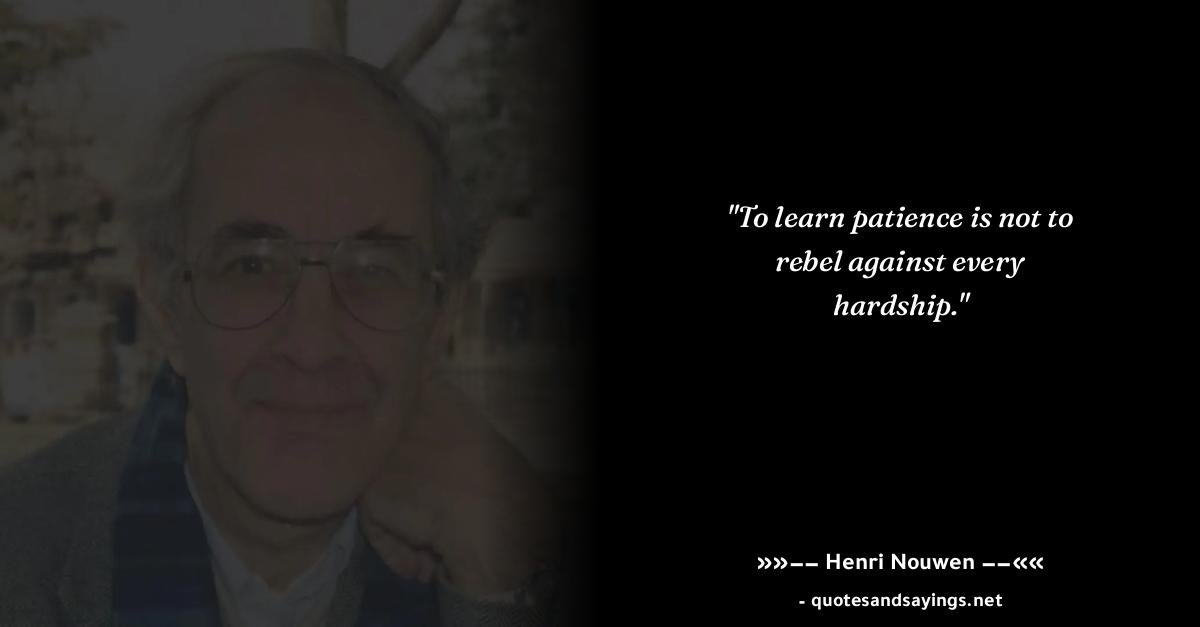 "To learn patience is not to
rebel against every
hardship."
»»−− Henri Nouwen −−««
- quotesandsayings.net